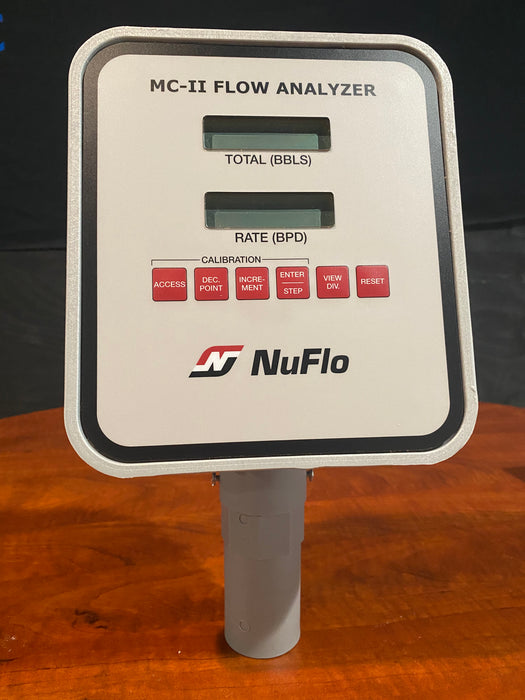 MC-II FLOW ANALYZER
TOTAL (BBLS)
RATE (BPD)
CALIBRATION
ACCESS
DEC.
POINT
INCRE-
MENT
ENTER
STEP
VIEW
DIV.
RESET
N NuFlo